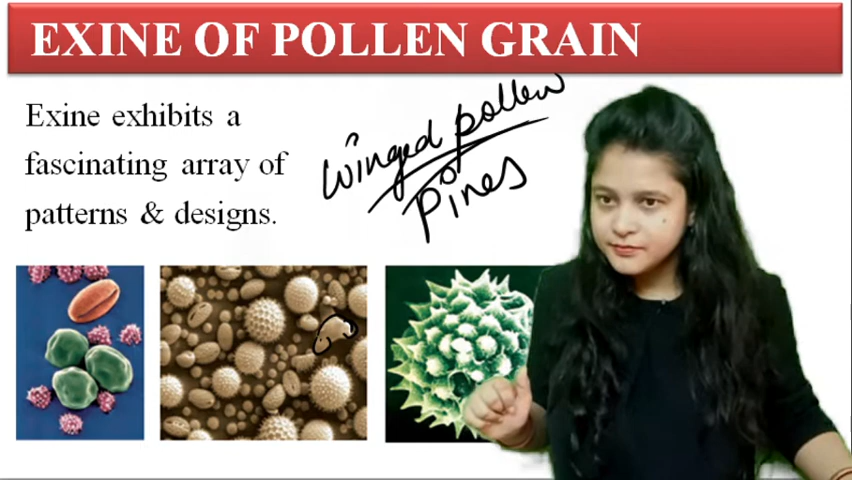 EXINE OF POLLEN GRAIN
Exine exhibits a
fascinating array of
patterns & designs.
winged pollen
pines